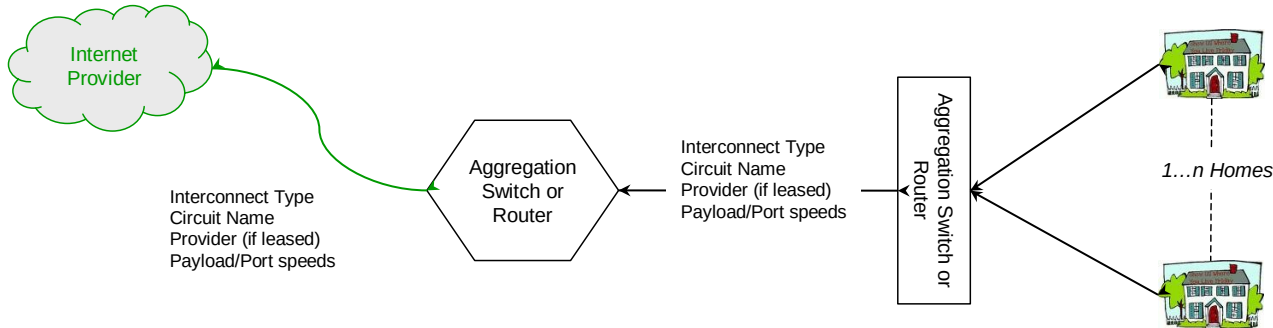 Internet
Provider
Interconnect Type
Circuit Name
Provider (if leased)
Payload/Port speeds
Aggregation
Switch or
Router
Interconnect Type
Circuit Name
Provider (if leased)
Payload/Port speeds
Aggregation Switch or
Router
1…n Homes